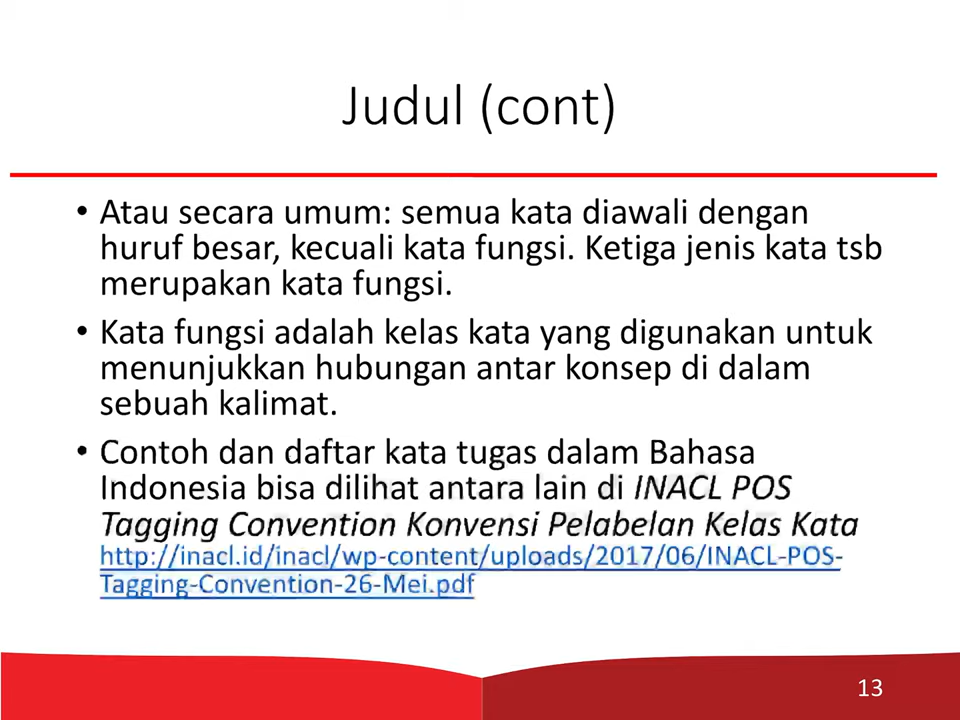 Judul (cont)
• Atau secara umum: semua kata diawali dengan
huruf besar, kecuali kata fungsi. Ketiga jenis kata tsb
merupakan kata fungsi.
• Kata fungsi adalah kelas kata yang digunakan untuk
menunjukkan hubungan antar konsep di dalam
sebuah kalimat.
• Contoh dan daftar kata tugas dalam Bahasa
Indonesia bisa dilihat antara lain di INACL POS
Tagging Convention Konvensi Pelabelan Kelas Kata
http://inacl.id/inacl/wp-content/uploads/2017/06/INACL-POS-
Tagging-Convention-26-Mei.pdf
13